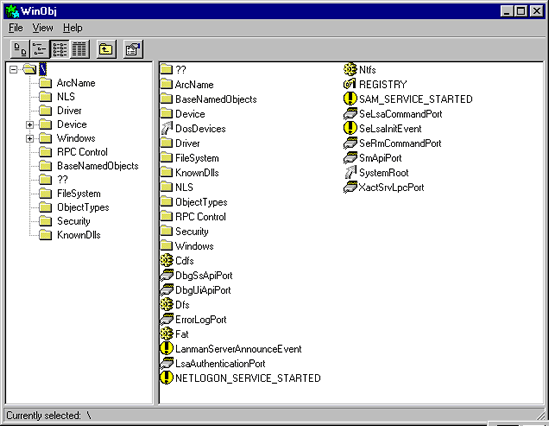 WinObj
File View Help
\
ArcName
NLS
Driver
Device
Windows
RPC Control
BaseNamedObjects
??
FileSystem
ObjectTypes
Security
KnownDlls
??
ArcName
BaseNamedObjects
Device
DosDevices
Driver
FileSystem
KnownDlls
NLS
ObjectTypes
RPC Control
Security
Windows
Cdfs
DbgSsApiPort
DbgUiApiPort
Dfs
ErrorLogPort
Fat
LanmanServerAnnounceEvent
LsaAuthenticationPort
NETLOGON_SERVICE_STARTED
Ntfs
REGISTRY
SAM_SERVICE_STARTED
SeLsaCommandPort
SeLsaInitEvent
SeRmCommandPort
SmApiPort
SystemRoot
XactSrvLpcPort
Currently selected: \